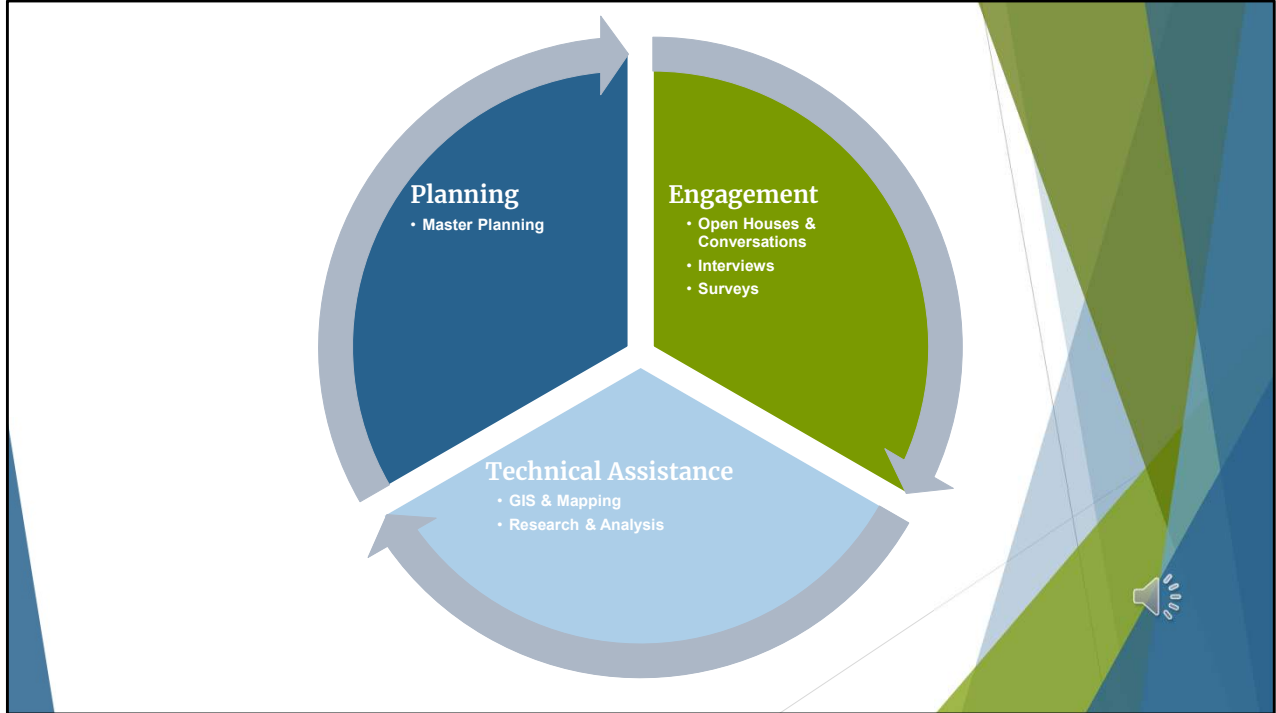 Planning
• Master Planning
Engagement
• Open Houses &
Conversations
• Interviews
• Surveys
Technical Assistance
• GIS & Mapping
• Research & Analysis